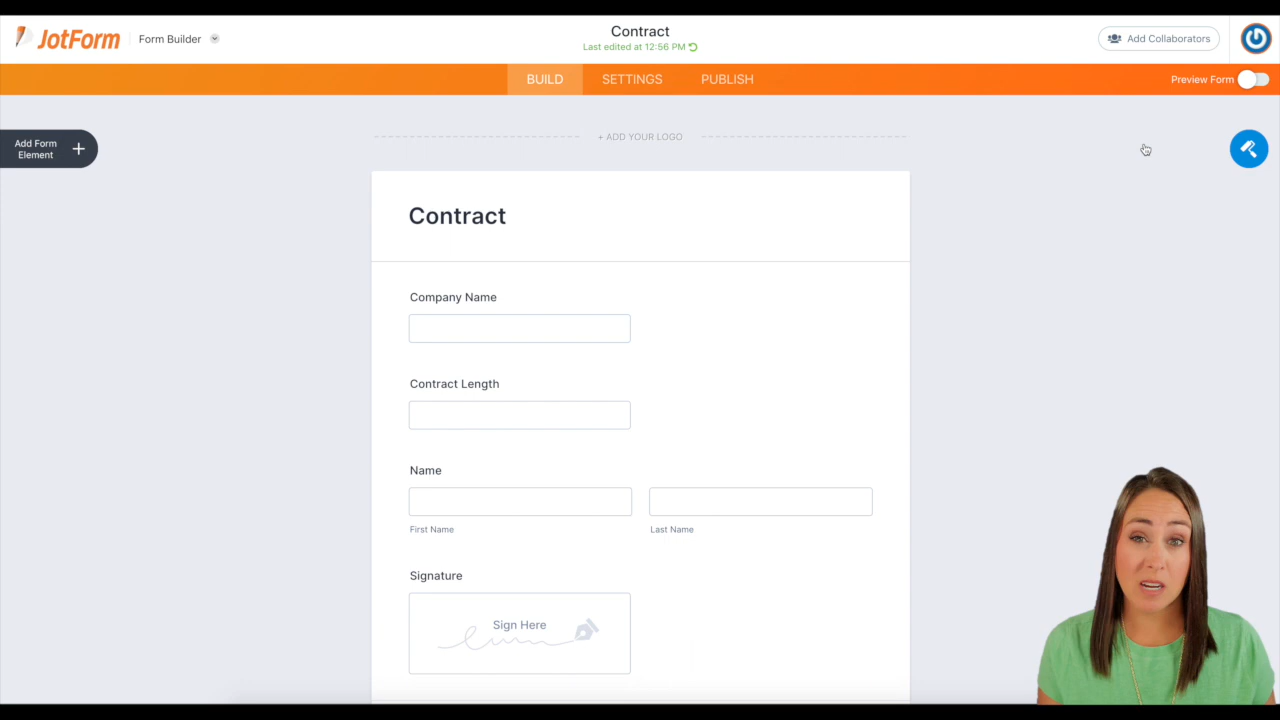 JotForm
Form Builder
Contract
Last edited at 12:56 PM
Add Collaborators
BUILD
SETTINGS
PUBLISH
Preview Form
Add Form
Element
+ ADD YOUR LOGO
Contract
Company Name
Contract Length
Name
First Name
Last Name
Signature
Sign Here